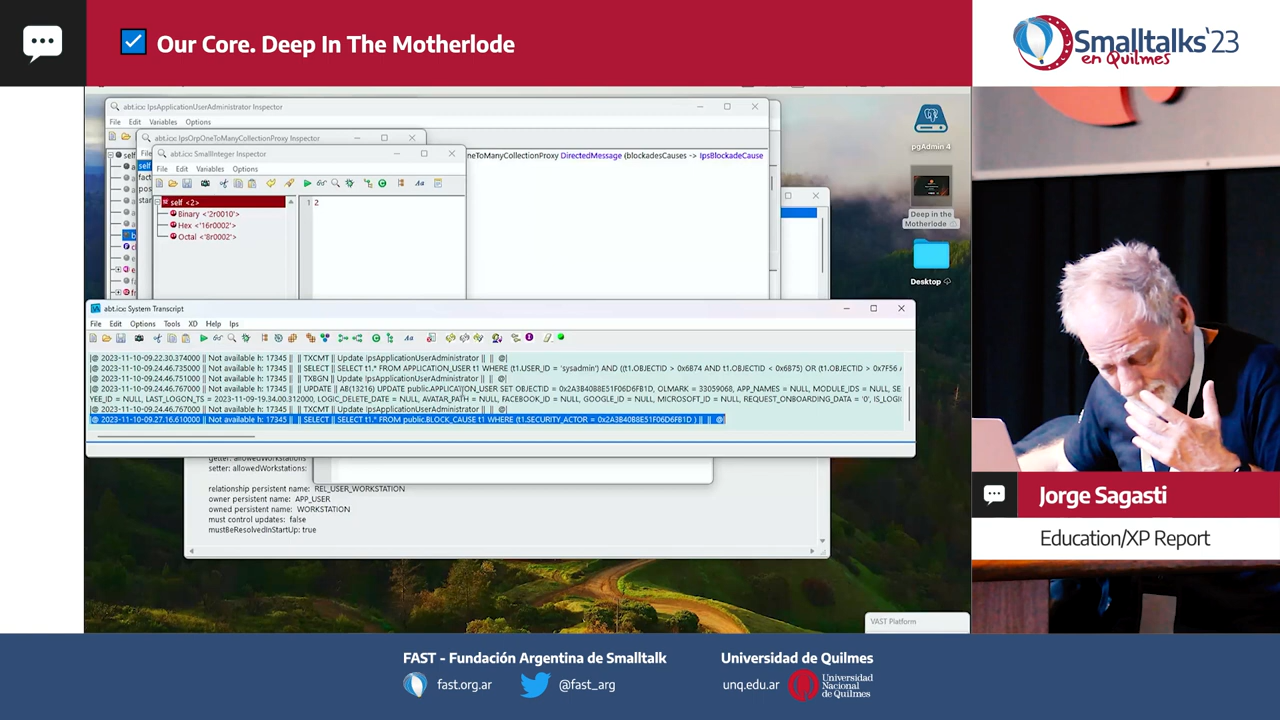 Our Core. Deep In The Motherlode
Smalltalks'23
en Quilmes
abt.icx: IpsApplicationUserAdministrator Inspector
File Edit Variables Options
abt.icx: IpsOrpOneToManyCollectionProxy Inspector
abt.icx: SmallInteger Inspector
File Edit Variables Options
neToManyCollectionProxy DirectedMessage (blockadesCauses -> IpsBlockadeCause
self <2>
1 2
Binary <'2r0010'>
Hex <'16r0002'>
Octal <'8r0002'>
pgAdmin 4
Deep in the
Motherlode
Desktop
abt.icx: System Transcript
File Edit Options Tools XD Help Ips
|@ 2023-11-10-09.22.30.374000 || Not available h: 17345 || || TXCMT || Update IpsApplicationUserAdministrator || || @|
|@ 2023-11-10-09.24.46.735000 || Not available h: 17345 || || SELECT || SELECT t1.* FROM APPLICATION_USER t1 WHERE (t1.USER_ID = 'sysadmin') AND ((t1.OBJECTID > 0x6B74 AND t1.OBJECTID < 0x6B75) OR (t1.OBJECTID > 0x7F56 A
|@ 2023-11-10-09.24.46.751000 || Not available h: 17345 || || TXBGN || Update IpsApplicationUserAdministrator || || @|
|@ 2023-11-10-09.24.46.767000 || Not available h: 17345 || || UPDATE || AB(13216) UPDATE public.APPLICATION_USER SET OBJECTID = 0x2A3B40B8E51F06D6FB1D, OLMARK = 33059068, APP_NAMES = NULL, MODULE_IDS = NULL, SE
YEE_ID = NULL, LAST_LOGON_TS = 2023-11-09-19.34.00.312000, LOGIC_DELETE_DATE = NULL, AVATAR_PATH = NULL, FACEBOOK_ID = NULL, GOOGLE_ID = NULL, MICROSOFT_ID = NULL, REQUEST_ONBOARDING_DATA = '0', IS_LOGI
|@ 2023-11-10-09.24.46.767000 || Not available h: 17345 || || TXCMT || Update IpsApplicationUserAdministrator || || @|
|@ 2023-11-10-09.27.16.610000 || Not available h: 17345 || || SELECT || SELECT t1.* FROM public.BLOCK_CAUSE t1 WHERE (t1.SECURITY_ACTOR = 0x2A3B40B8E51F06D6FB1D ) || || @|
getter: allowedWorkstations
setter: allowedWorkstations:
relationship persistent name: REL_USER_WORKSTATION
owner persistent name: APP_USER
owned persistent name: WORKSTATION
must control updates: false
mustBeResolvedInStartUp: true
VAST Platform
Jorge Sagasti
Education/XP Report
FAST - Fundación Argentina de Smalltalk
fast.org.ar
@fast_arg
Universidad de Quilmes
unq.edu.ar
Universidad
Nacional
de Quilmes